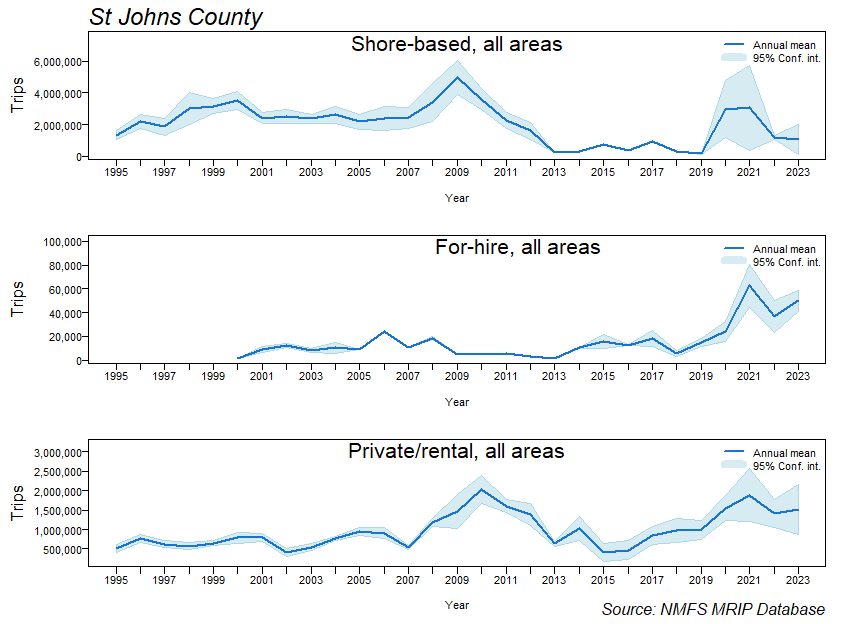 St Johns County
Shore-based, all areas
Annual mean
95% Conf. int.
Trips
6,000,000
4,000,000
2,000,000
0
1995 1997 1999 2001 2003 2005 2007 2009 2011 2013 2015 2017 2019 2021 2023
Year
For-hire, all areas
Annual mean
95% Conf. int.
Trips
100,000
80,000
60,000
40,000
20,000
0
1995 1997 1999 2001 2003 2005 2007 2009 2011 2013 2015 2017 2019 2021 2023
Year
Private/rental, all areas
Annual mean
95% Conf. int.
Trips
3,000,000
2,500,000
2,000,000
1,500,000
1,000,000
500,000
1995 1997 1999 2001 2003 2005 2007 2009 2011 2013 2015 2017 2019 2021 2023
Year
Source: NMFS MRIP Database